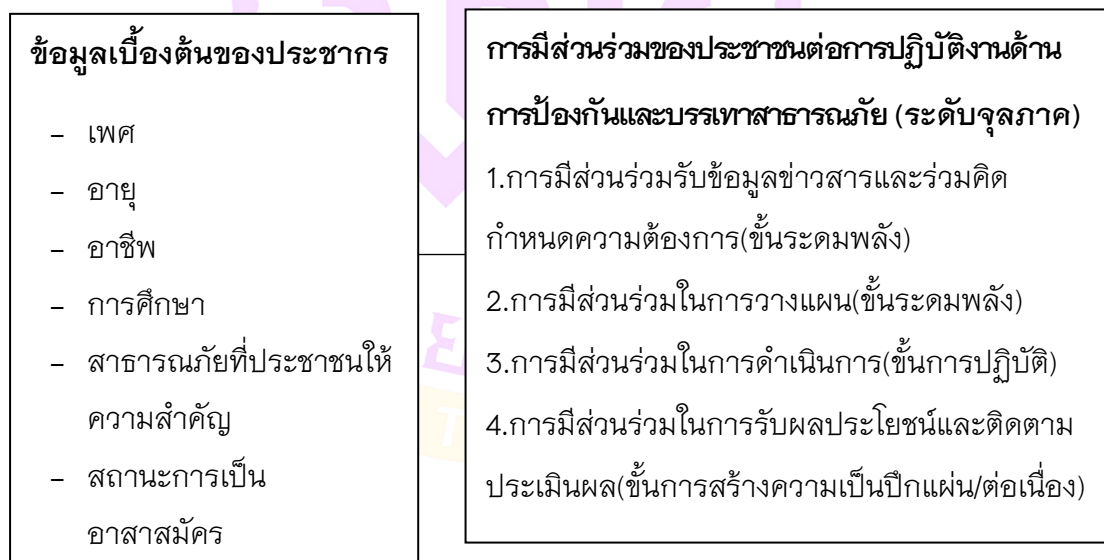 ข้อมูลเบื้องต้นของประชากร
– เพศ
– อายุ
– อาชีพ
– การศึกษา
– สาธารณภัยที่ประชาชนให้
ความสำคัญ
– สถานะการเป็น
อาสาสมัคร
การมีส่วนร่วมของประชาชนต่อการปฏิบัติงานด้าน
การป้องกันและบรรเทาสาธารณภัย (ระดับจุลภาค)
1.การมีส่วนร่วมรับข้อมูลข่าวสารและร่วมคิด
กำหนดความต้องการ(ขั้นระดมพลัง)
2.การมีส่วนร่วมในการวางแผน(ขั้นระดมพลัง)
3.การมีส่วนร่วมในการดำเนินการ(ขั้นการปฏิบัติ)
4.การมีส่วนร่วมในการรับผลประโยชน์และติดตาม
ประเมินผล(ขั้นการสร้างความเป็นปึกแผ่น/ต่อเนื่อง)